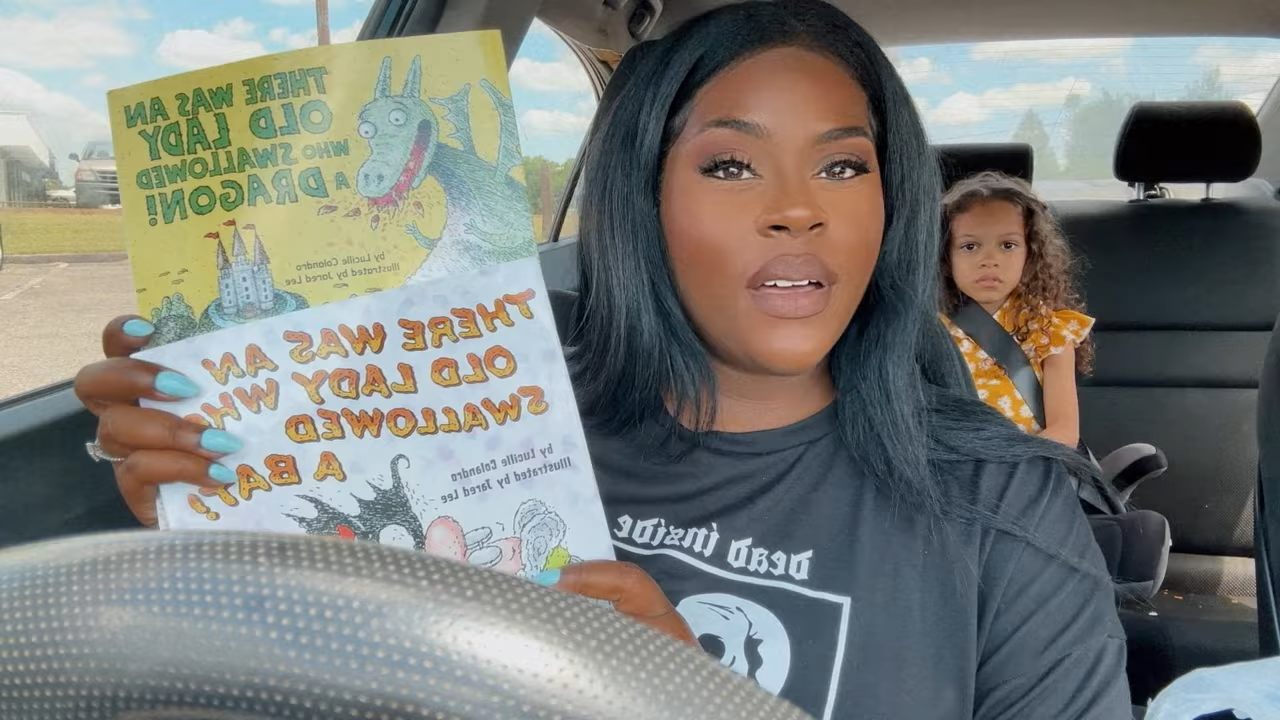 THERE WAS AN
OLD LADY
WHO SWALLOWED
A DRAGON!
by Lucille Colandro
Illustrated by Jared Lee
THERE WAS AN
OLD LADY WHO
SWALLOWED
A BAT!
by Lucille Colandro
Illustrated by Jared Lee
dead inside